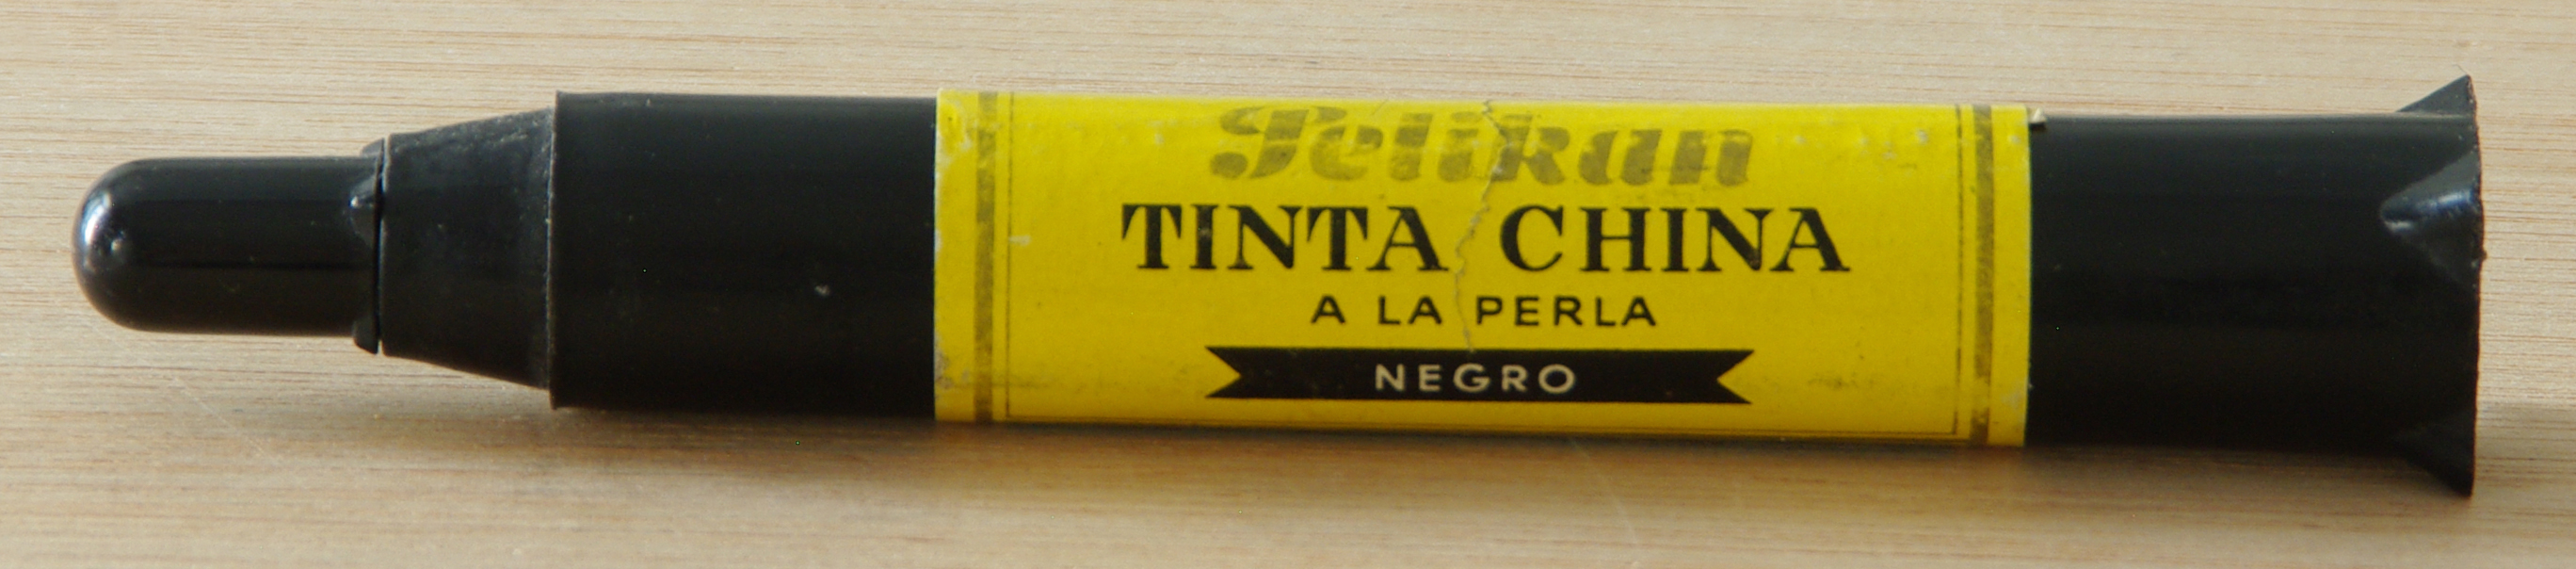 Pelikan
TINTA CHINA
A LA PERLA
NEGRO